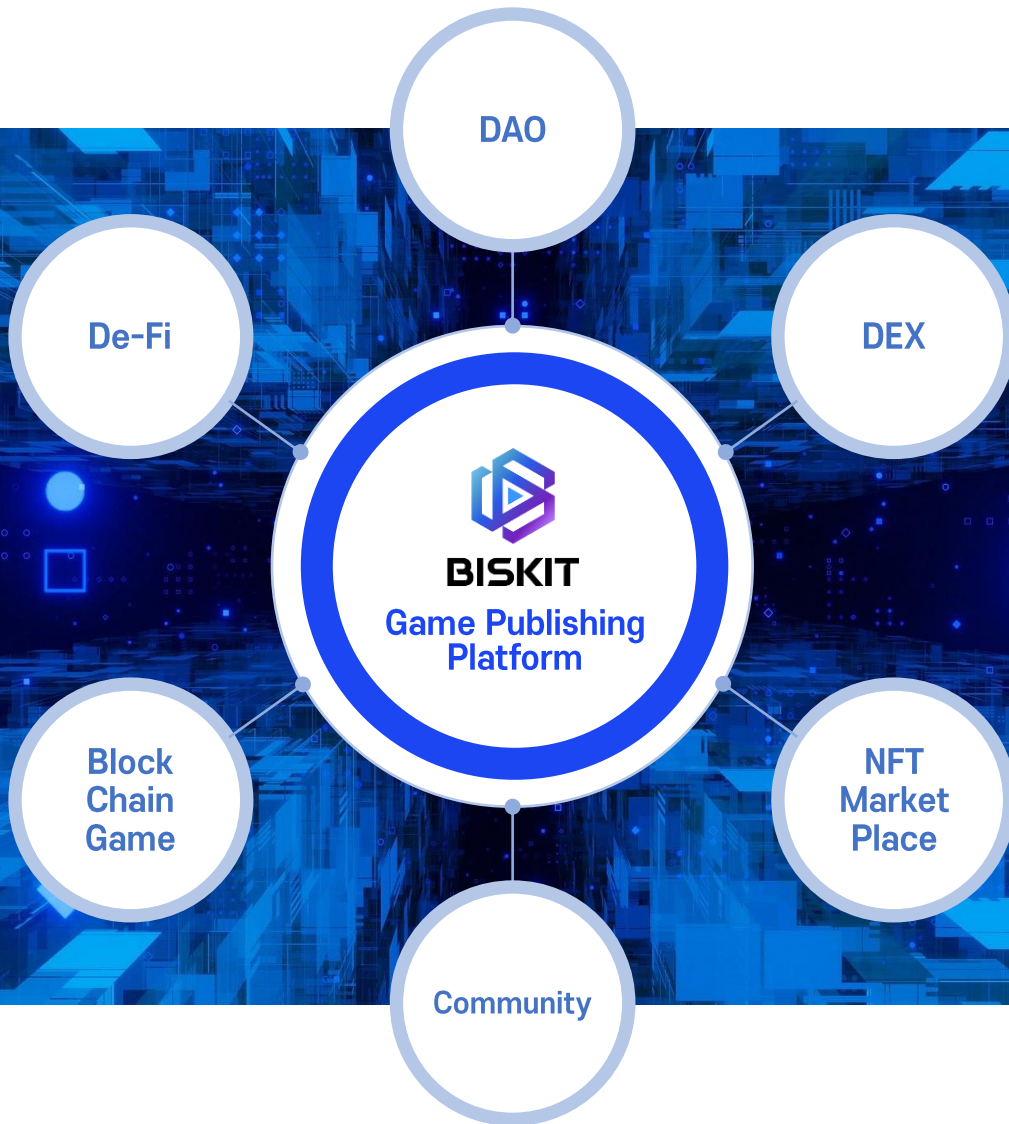 DAO
De-Fi
DEX
BISKIT
Game Publishing
Platform
Block
Chain
Game
NFT
Market
Place
Community